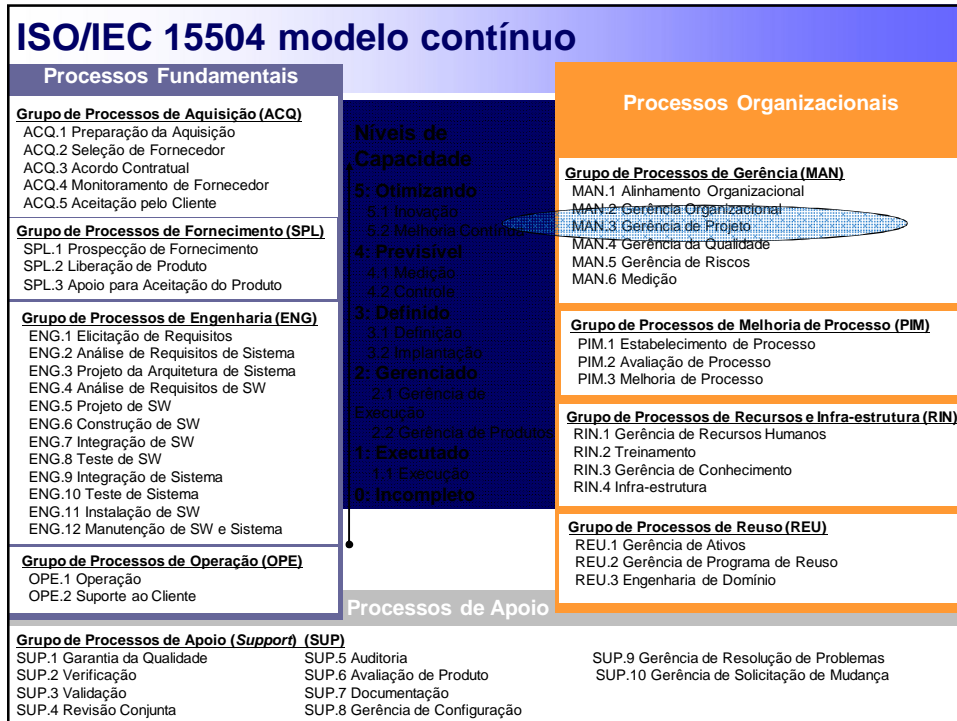 ISO/IEC 15504 modelo contínuo
Processos Fundamentais
Grupo de Processos de Aquisição (ACQ)
ACQ.1 Preparação da Aquisição
ACQ.2 Seleção de Fornecedor
ACQ.3 Acordo Contratual
ACQ.4 Monitoramento de Fornecedor
ACQ.5 Aceitação pelo Cliente
Grupo de Processos de Fornecimento (SPL)
SPL.1 Prospecção de Fornecimento
SPL.2 Liberação de Produto
SPL.3 Apoio para Aceitação do Produto
Grupo de Processos de Engenharia (ENG)
ENG.1 Elicitação de Requisitos
ENG.2 Análise de Requisitos de Sistema
ENG.3 Projeto da Arquitetura de Sistema
ENG.4 Análise de Requisitos de SW
ENG.5 Projeto de SW
ENG.6 Construção de SW
ENG.7 Integração de SW
ENG.8 Teste de SW
ENG.9 Integração de Sistema
ENG.10 Teste de Sistema
ENG.11 Instalação de SW
ENG.12 Manutenção de SW e Sistema
Grupo de Processos de Operação (OPE)
OPE.1 Operação
OPE.2 Suporte ao Cliente
Níveis de
Capacidade
5: Otimizando
5.1 Inovação
5.2 Melhoria Contínua
4: Previsível
4.1 Medição
4.2 Controle
3: Definido
3.1 Definição
3.2 Implantação
2: Gerenciado
2.1 Gerência de
Execução
2.2 Gerência de Produtos
1: Executado
1.1 Execução
0: Incompleto
Processos Organizacionais
Grupo de Processos de Gerência (MAN)
MAN.1 Alinhamento Organizacional
MAN.2 Gerência Organizacional
MAN.3 Gerência de Projeto
MAN.4 Gerência da Qualidade
MAN.5 Gerência de Riscos
MAN.6 Medição
Grupo de Processos de Melhoria de Processo (PIM)
PIM.1 Estabelecimento de Processo
PIM.2 Avaliação de Processo
PIM.3 Melhoria de Processo
Grupo de Processos de Recursos e Infra-estrutura (RIN)
RIN.1 Gerência de Recursos Humanos
RIN.2 Treinamento
RIN.3 Gerência de Conhecimento
RIN.4 Infra-estrutura
Grupo de Processos de Reuso (REU)
REU.1 Gerência de Ativos
REU.2 Gerência de Programa de Reuso
REU.3 Engenharia de Domínio
Processos de Apoio
Grupo de Processos de Apoio (Support) (SUP)
SUP.1 Garantia da Qualidade
SUP.2 Verificação
SUP.3 Validação
SUP.4 Revisão Conjunta
SUP.5 Auditoria
SUP.6 Avaliação de Produto
SUP.7 Documentação
SUP.8 Gerência de Configuração
SUP.9 Gerência de Resolução de Problemas
SUP.10 Gerência de Solicitação de Mudança